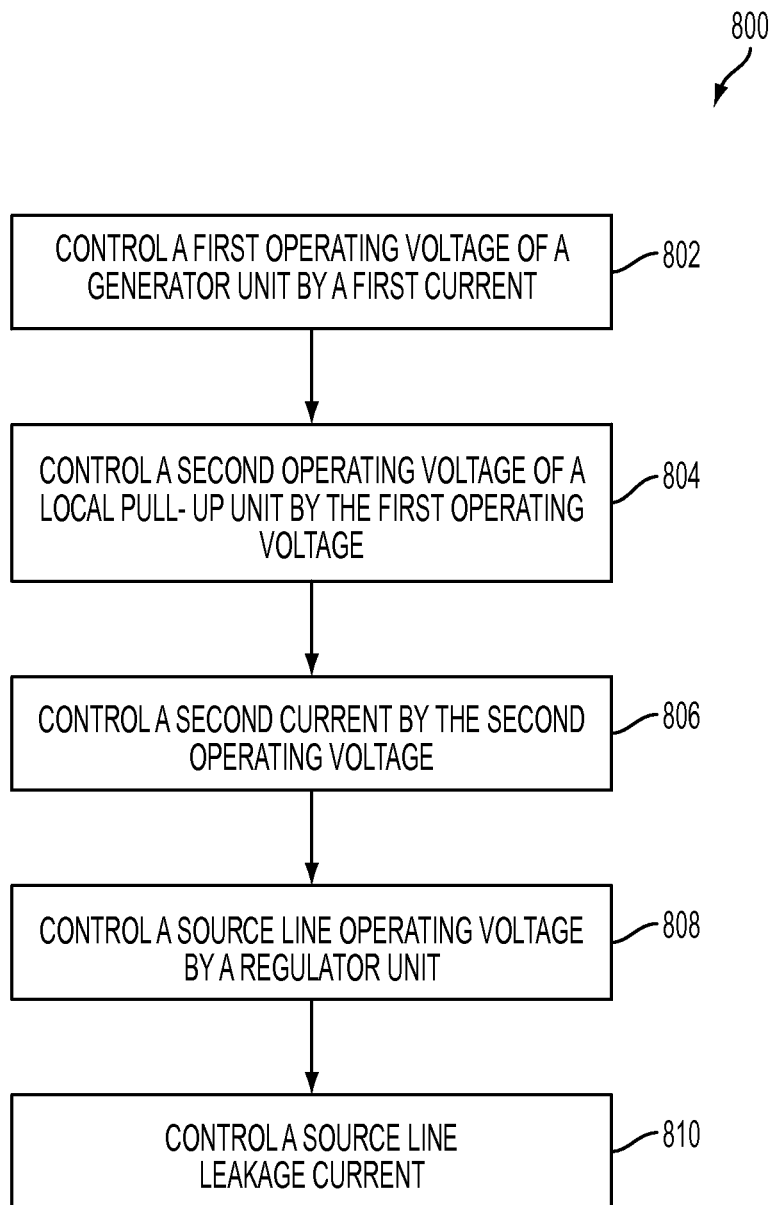 800
CONTROL A FIRST OPERATING VOLTAGE OF A
GENERATOR UNIT BY A FIRST CURRENT
802
CONTROL A SECOND OPERATING VOLTAGE OF A
LOCAL PULL- UP UNIT BY THE FIRST OPERATING
VOLTAGE
804
CONTROL A SECOND CURRENT BY THE SECOND
OPERATING VOLTAGE
806
CONTROL A SOURCE LINE OPERATING VOLTAGE
BY A REGULATOR UNIT
808
CONTROL A SOURCE LINE
LEAKAGE CURRENT
810